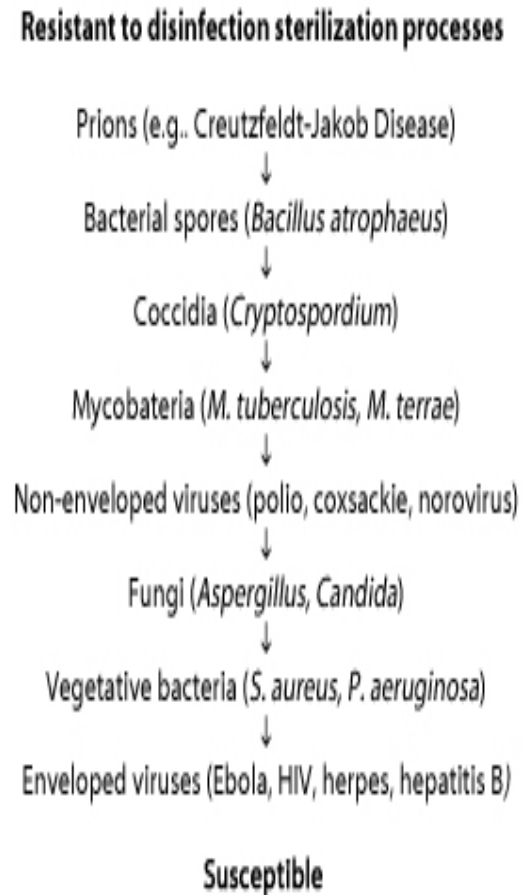 Resistant to disinfection sterilization processes
Prions (e.g.. Creutzfeldt-Jakob Disease)
↓
Bacterial spores (Bacillus atrophaeus)
↓
Coccidia (Cryptospordium)
↓
Mycobateria (M. tuberculosis, M. terrae)
↓
Non-enveloped viruses (polio, coxsackie, norovirus)
↓
Fungi (Aspergillus, Candida)
↓
Vegetative bacteria (S. aureus, P. aeruginosa)
↓
Enveloped viruses (Ebola, HIV, herpes, hepatitis B)
Susceptible